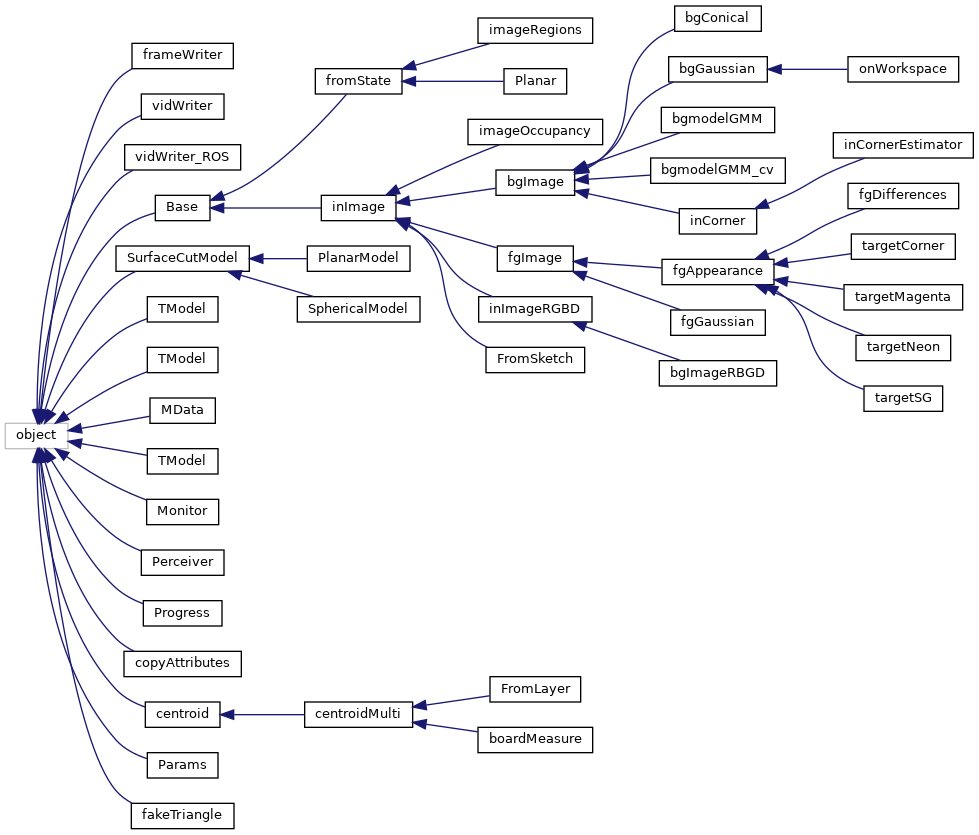 object
frameWriter
vidWriter
vidWriter_ROS
Base
SurfaceCutModel
TModel
TModel
MData
TModel
Monitor
Perceiver
Progress
copyAttributes
centroid
Params
fakeTriangle
fromState
inImage
PlanarModel
SphericalModel
centroidMulti
imageRegions
Planar
imageOccupancy
bgImage
fgImage
inImageRGBD
FromSketch
FromLayer
boardMeasure
bgConical
bgGaussian
bgmodelGMM
bgmodelGMM_cv
inCorner
fgAppearance
fgGaussian
bgImageRBGD
onWorkspace
inCornerEstimator
fgDifferences
targetCorner
targetMagenta
targetNeon
targetSG